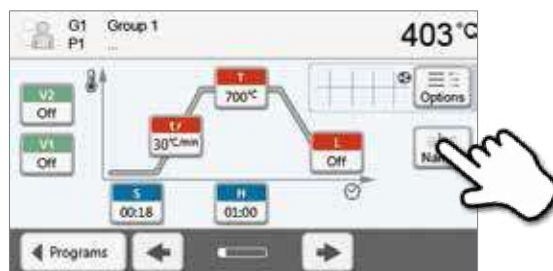 G1 Group 1
P1 ...
403°C
V2
Off
V1
Off
T
700°C
t↗
30°C/min
L
Off
S
00:18
H
01:00
Options
Programs